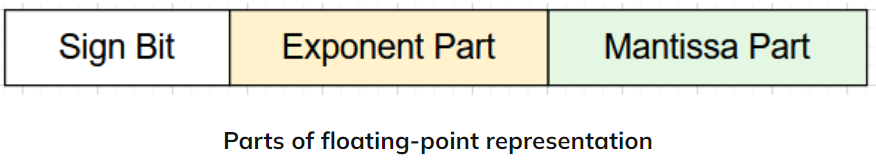 Sign Bit Exponent Part Mantissa Part
Parts of floating-point representation